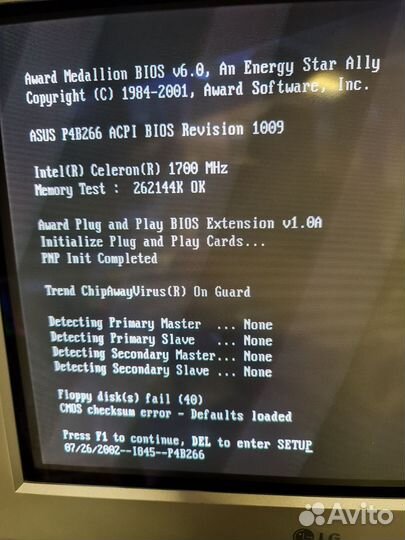 Award Medallion BIOS v6.0, An Energy Star Ally
Copyright (C) 1984-2001, Award Software, Inc.
ASUS P4B266 ACPI BIOS Revision 1009
Intel(R) Celeron(R) 1700 MHz
Memory Test : 262144K OK
Award Plug and Play BIOS Extension v1.0A
Initialize Plug and Play Cards...
PNP Init Completed
Trend ChipAwayVirus(R) On Guard
Detecting Primary Master ... None
Detecting Primary Slave ... None
Detecting Secondary Master... None
Detecting Secondary Slave ... None
Floppy disk(s) fail (40)
CMOS checksum error - Defaults loaded
Press F1 to continue, DEL to enter SETUP
07/26/2002--I845--P4B266
LG
Avito